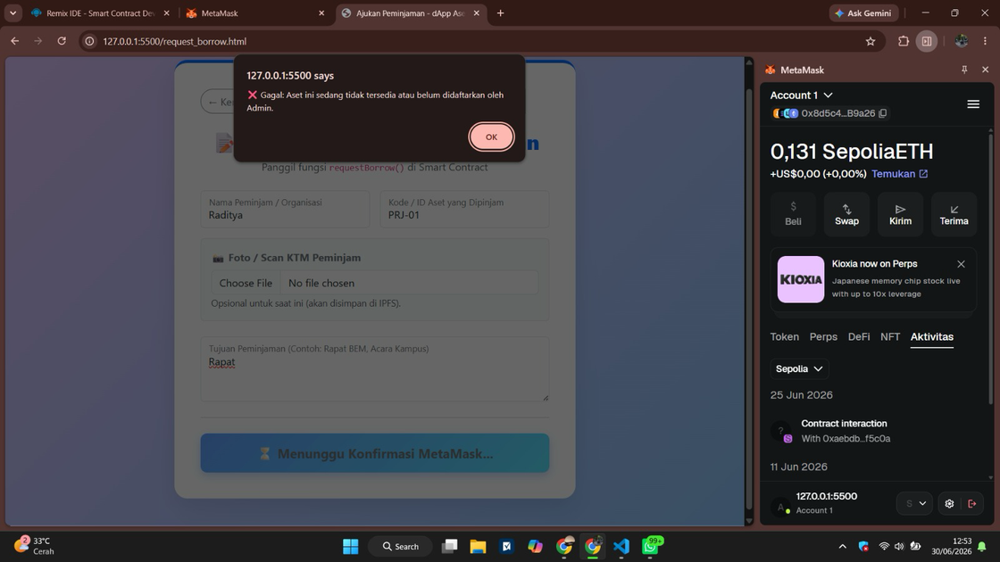 Remix IDE - Smart Contract De
MetaMask
Ajukan Peminjaman - dApp Ase
Ask Gemini
127.0.0.1:5500/request_borrow.html
127.0.0.1:5500 says
❌ Gagal: Aset ini sedang tidak tersedia atau belum didaftarkan oleh
Admin.
OK
Panggil fungsi requestBorrow() di Smart Contract
Nama Peminjam / Organisasi
Raditya
Kode / ID Aset yang Dipinjam
PRJ-01
📷 Foto / Scan KTM Peminjam
Choose File
No file chosen
Opsional untuk saat ini (akan disimpan di IPFS).
Tujuan Peminjaman (Contoh: Rapat BEM, Acara Kampus)
Rapat
⏳ Menunggu Konfirmasi MetaMask...
MetaMask
Account 1
0x8d5c4...B9a26
0,131 SepoliaETH
+US$0,00 (+0,00%) Temukan
Beli
Swap
Kirim
Terima
KIOXIA
Kioxia now on Perps
Japanese memory chip stock live
with up to 10x leverage
Token
Perps
DeFi
NFT
Aktivitas
Sepolia
25 Jun 2026
?
S
Contract interaction
With 0xaebdb...f5c0a
11 Jun 2026
A
127.0.0.1:5500
Account 1
S
2
33°C
Cerah
Search
99+
12:53
30/06/2026